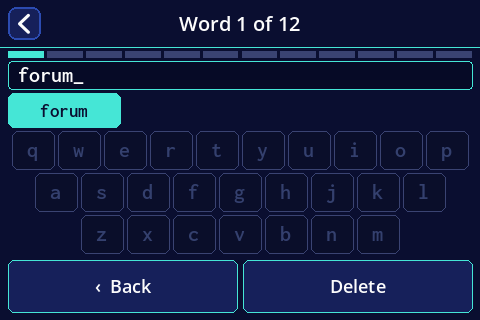 Word 1 of 12
forum_
forum
q w e r t y u i o p
a s d f g h j k l
z x c v b n m
‹ Back Delete